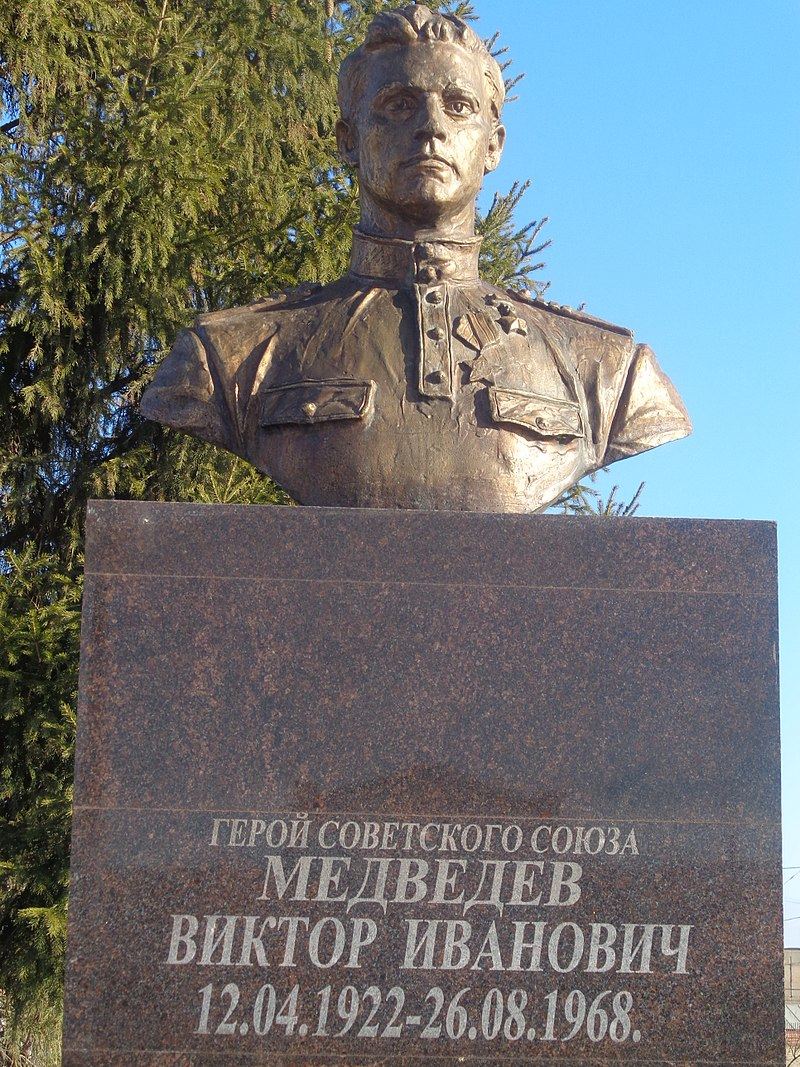 ГЕРОЙ СОВЕТСКОГО СОЮЗА
МЕДВЕДЕВ
ВИКТОР ИВАНОВИЧ
12.04.1922-26.08.1968.